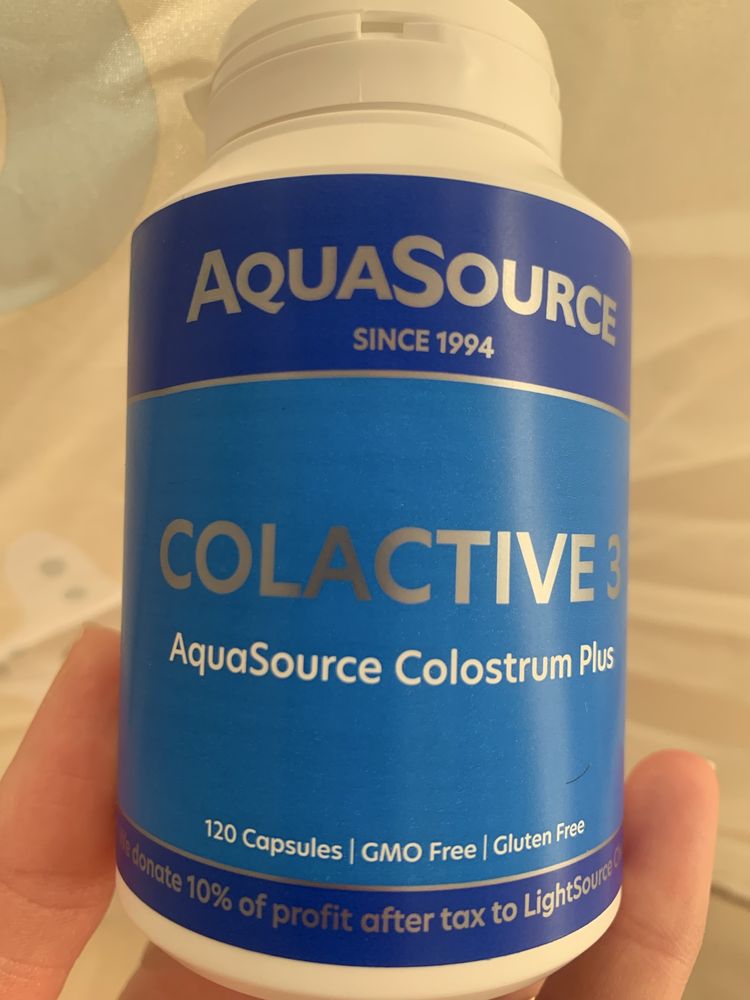 AQUASOURCE
SINCE 1994
COLACTIVE 3
AquaSource Colostrum Plus
120 Capsules | GMO Free | Gluten Free
donate 10% of profit after tax to LightSource